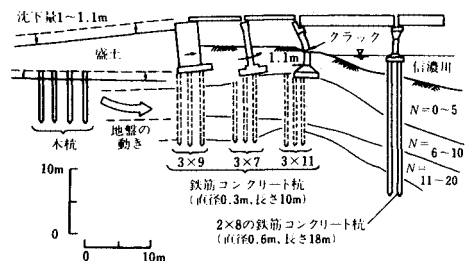 沈下量1～1.1m
盛土
1.1m
クラック
信濃川
木杭
地盤の
動き
N=0～5
N=
6～10
N=
11～20
3×9
3×7
3×11
鉄筋コンクリート杭
(直径0.3m,長さ10m)
2×8の鉄筋コンクリート杭
(直径0.6m,長さ18m)
10m
0
0
10m